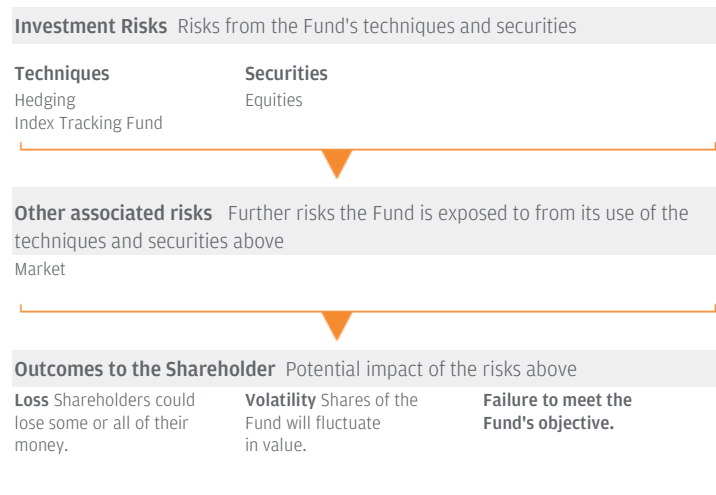 Investment Risks Risks from the Fund's techniques and securities
Techniques
Hedging
Index Tracking Fund
Securities
Equities
Other associated risks Further risks the Fund is exposed to from its use of the
techniques and securities above
Market
Outcomes to the Shareholder Potential impact of the risks above
Loss Shareholders could
lose some or all of their
money.
Volatility Shares of the
Fund will fluctuate
in value.
Failure to meet the
Fund's objective.